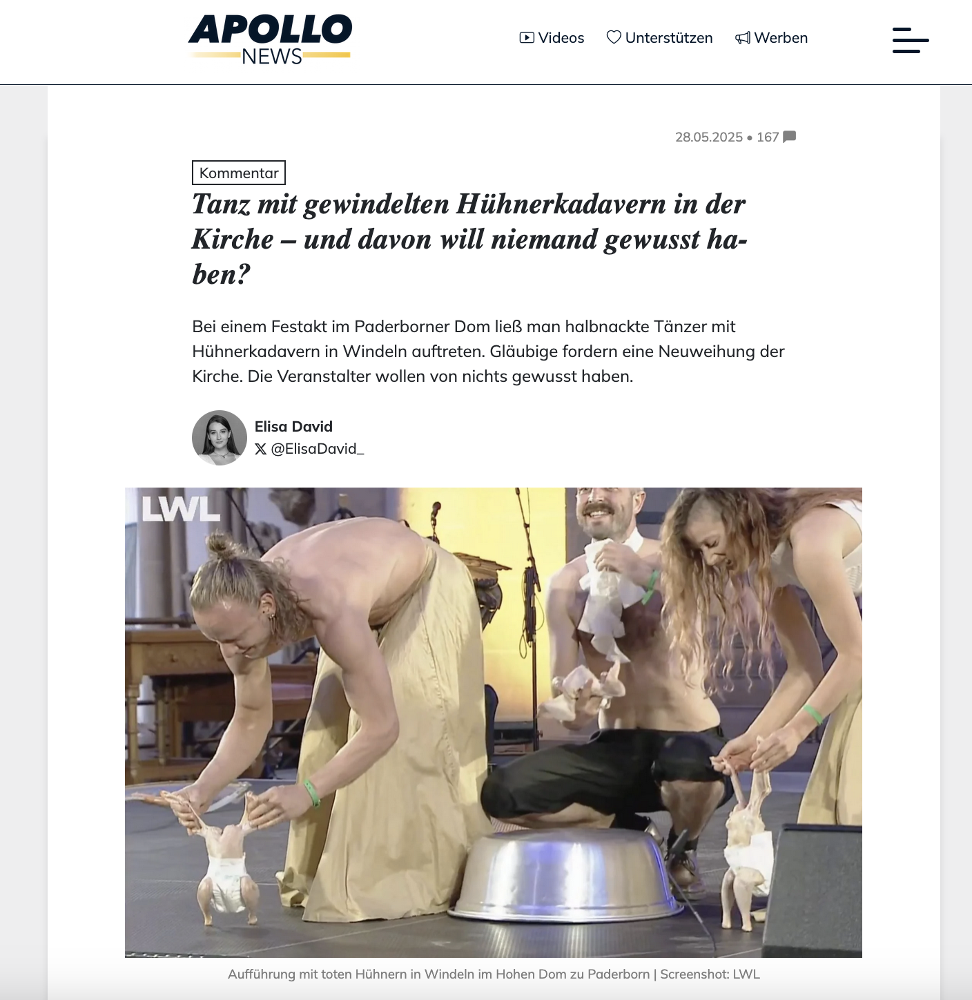 APOLLO
NEWS
Videos
Unterstützen
Werben
28.05.2025 • 167
Kommentar
Tanz mit gewindelten Hühnerkadavern in der
Kirche – und davon will niemand gewusst ha-
ben?
Bei einem Festakt im Paderborner Dom ließ man halbnackte Tänzer mit
Hühnerkadavern in Windeln auftreten. Gläubige fordern eine Neuweihung der
Kirche. Die Veranstalter wollen von nichts gewusst haben.
Elisa David
@ElisaDavid_
LWL
Aufführung mit toten Hühnern in Windeln im Hohen Dom zu Paderborn | Screenshot: LWL